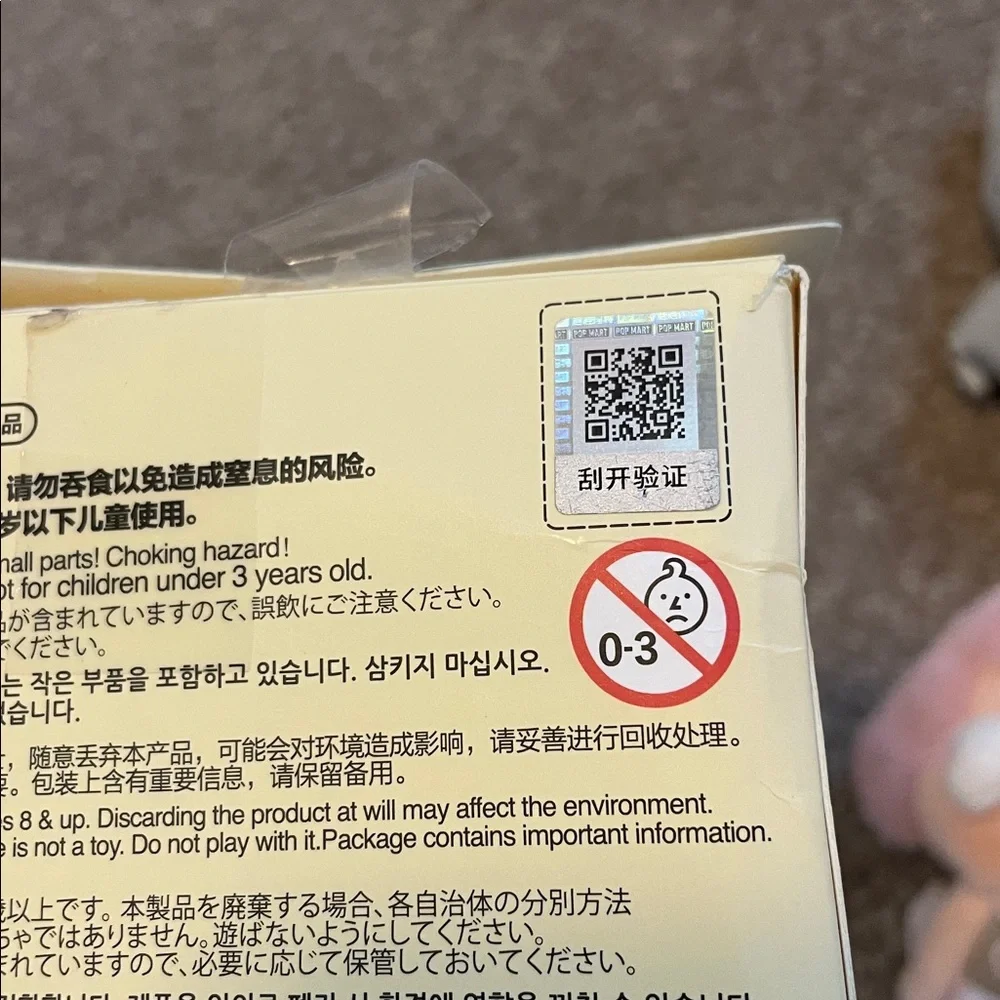 POP MART POP MART POP MART
刮开验证
品
请勿吞食以免造成窒息的风险。
岁以下儿童使用。
mall parts! Choking hazard!
ot for children under 3 years old.
品が含まれていますので、誤飲にご注意ください。
でください。
는 작은 부품을 포함하고 있습니다. 삼키지 마십시오.
없습니다.
0-3
，随意丢弃本产品，可能会对环境造成影响，请妥善进行回收处理。
。包装上含有重要信息，请保留备用。
s 8 & up. Discarding the product at will may affect the environment.
e is not a toy. Do not play with it.Package contains important information.
歳以上です。本製品を廃棄する場合、各自治体の分別方法
ちゃではありません。遊ばないようにしてください。
まれていますので、必要に応じて保管しておいてください。